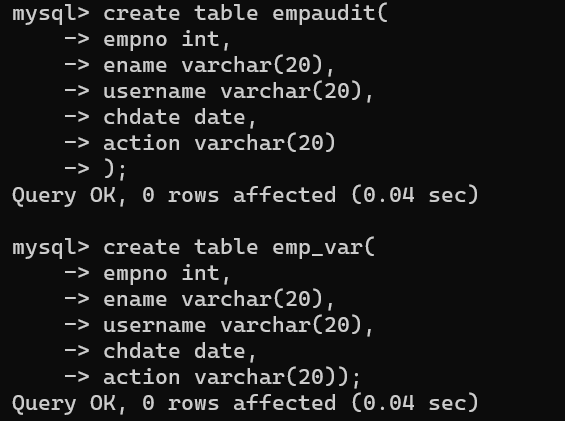 mysql> create table empaudit(
    -> empno int,
    -> ename varchar(20),
    -> username varchar(20),
    -> chdate date,
    -> action varchar(20)
    -> );
Query OK, 0 rows affected (0.04 sec)

mysql> create table emp_var(
    -> empno int,
    -> ename varchar(20),
    -> username varchar(20),
    -> chdate date,
    -> action varchar(20));
Query OK, 0 rows affected (0.04 sec)